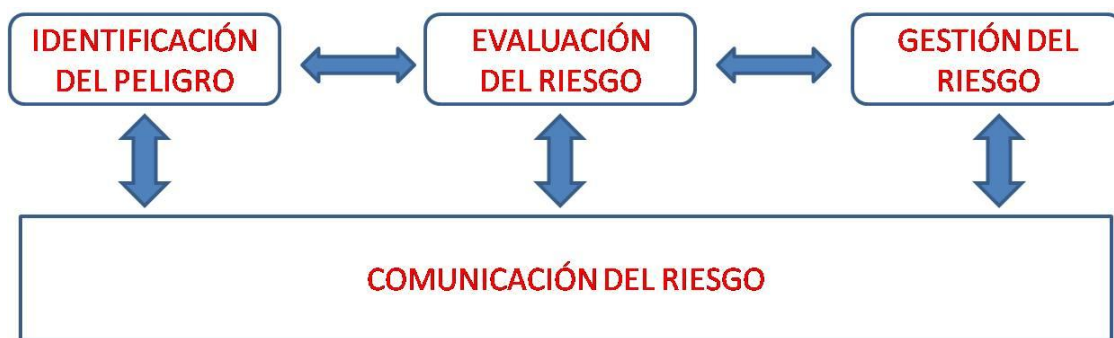 IDENTIFICACIÓN
DEL PELIGRO
EVALUACIÓN
DEL RIESGO
GESTIÓN DEL
RIESGO
COMUNICACIÓN DEL RIESGO